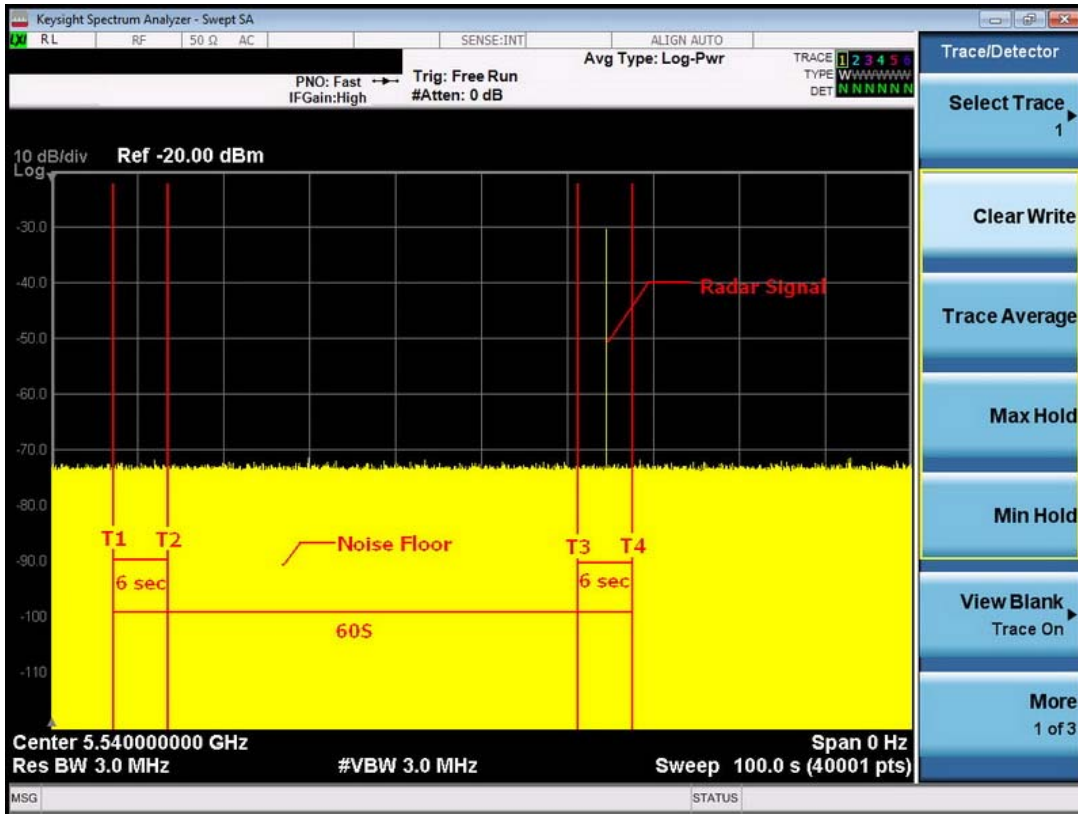 Keysight Spectrum Analyzer - Swept SA
LXI RL RF 50 Ω AC SENSE:INT ALIGN AUTO
Avg Type: Log-Pwr
TRACE 1 2 3 4 5 6
PNO: Fast Trig: Free Run
TYPE WWWWWW
IFGain:High #Atten: 0 dB
DET N N N N N N
Trace/Detector
Select Trace
1
10 dB/div Ref -20.00 dBm
Log
Clear Write
-30.0
-40.0
Radar Signal
Trace Average
-50.0
-60.0
Max Hold
-70.0
-80.0
Min Hold
T1 T2 Noise Floor T3 T4
-90.0
6 sec 6 sec
-100
60S
View Blank
Trace On
-110
More
1 of 3
Center 5.540000000 GHz Span 0 Hz
Res BW 3.0 MHz #VBW 3.0 MHz Sweep 100.0 s (40001 pts)
MSG STATUS